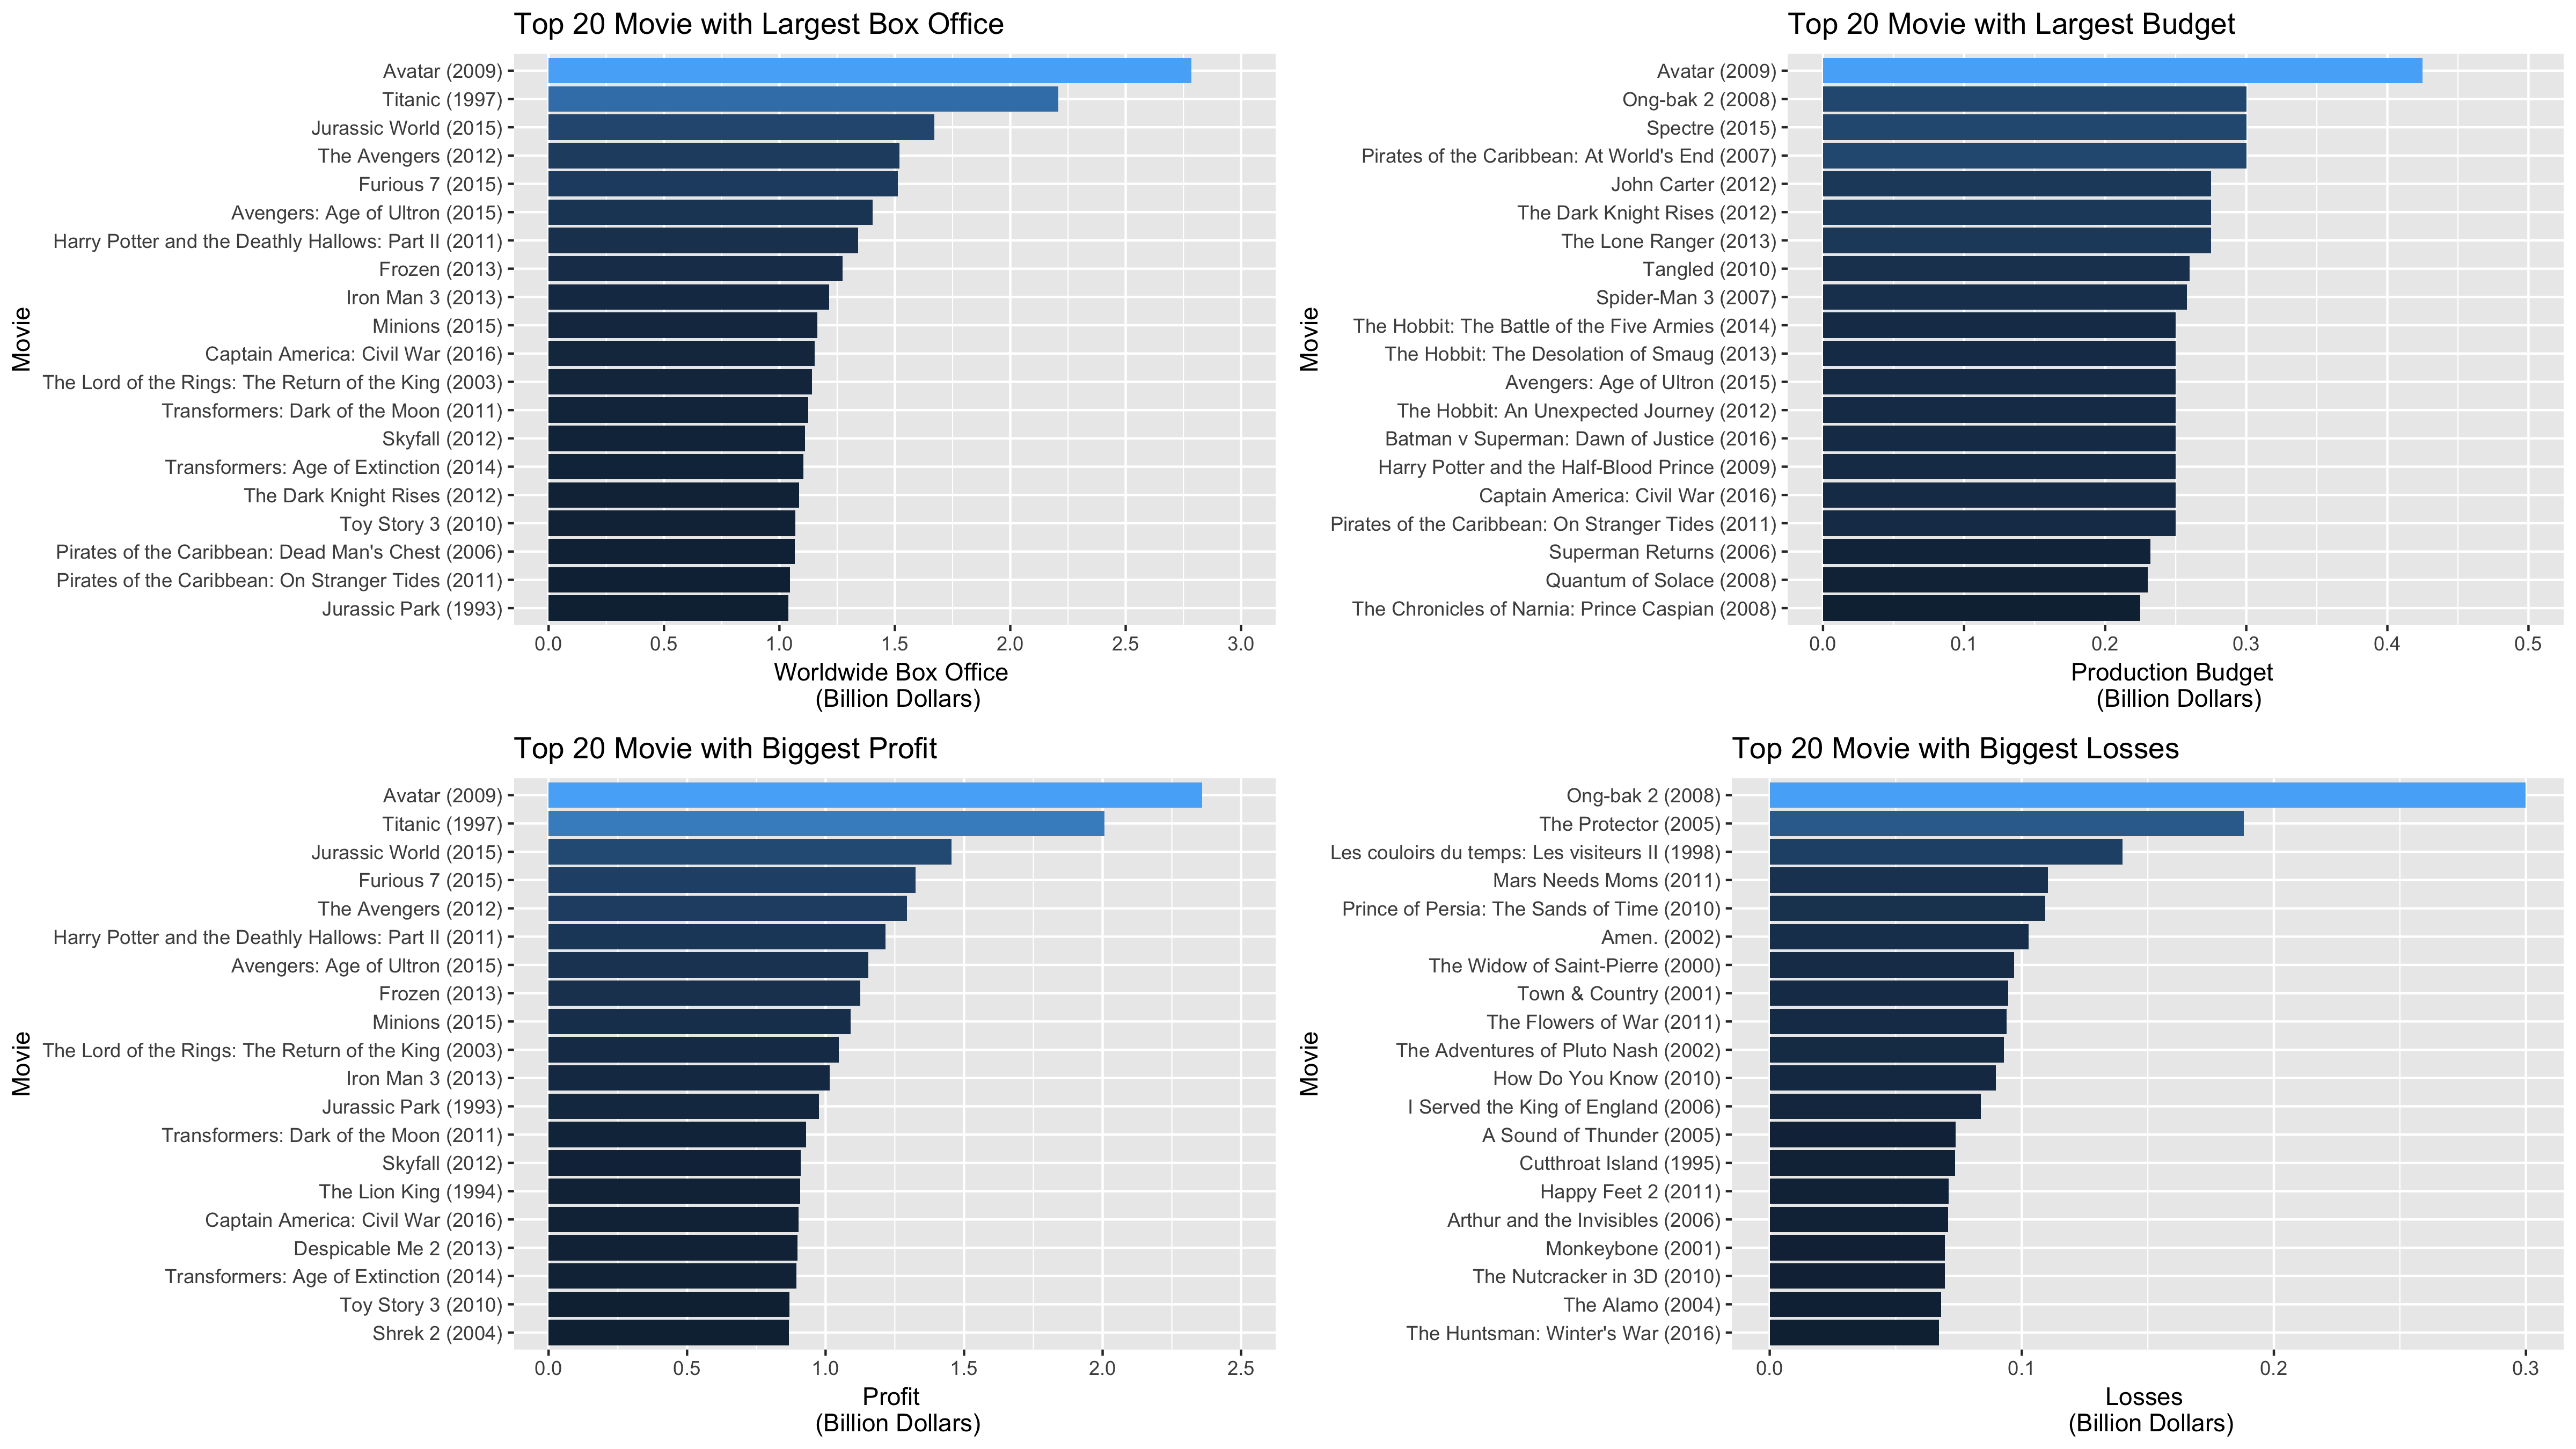 Top 20 Movie with Largest Box Office
Movie
Avatar (2009)
Titanic (1997)
Jurassic World (2015)
The Avengers (2012)
Furious 7 (2015)
Avengers: Age of Ultron (2015)
Harry Potter and the Deathly Hallows: Part II (2011)
Frozen (2013)
Iron Man 3 (2013)
Minions (2015)
Captain America: Civil War (2016)
The Lord of the Rings: The Return of the King (2003)
Transformers: Dark of the Moon (2011)
Skyfall (2012)
Transformers: Age of Extinction (2014)
The Dark Knight Rises (2012)
Toy Story 3 (2010)
Pirates of the Caribbean: Dead Man's Chest (2006)
Pirates of the Caribbean: On Stranger Tides (2011)
Jurassic Park (1993)
0.0 0.5 1.0 1.5 2.0 2.5 3.0
Worldwide Box Office
(Billion Dollars)
Top 20 Movie with Largest Budget
Movie
Avatar (2009)
Ong-bak 2 (2008)
Spectre (2015)
Pirates of the Caribbean: At World's End (2007)
John Carter (2012)
The Dark Knight Rises (2012)
The Lone Ranger (2013)
Tangled (2010)
Spider-Man 3 (2007)
The Hobbit: The Battle of the Five Armies (2014)
The Hobbit: The Desolation of Smaug (2013)
Avengers: Age of Ultron (2015)
The Hobbit: An Unexpected Journey (2012)
Batman v Superman: Dawn of Justice (2016)
Harry Potter and the Half-Blood Prince (2009)
Captain America: Civil War (2016)
Pirates of the Caribbean: On Stranger Tides (2011)
Superman Returns (2006)
Quantum of Solace (2008)
The Chronicles of Narnia: Prince Caspian (2008)
0.0 0.1 0.2 0.3 0.4 0.5
Production Budget
(Billion Dollars)
Top 20 Movie with Biggest Profit
Movie
Avatar (2009)
Titanic (1997)
Jurassic World (2015)
Furious 7 (2015)
The Avengers (2012)
Harry Potter and the Deathly Hallows: Part II (2011)
Avengers: Age of Ultron (2015)
Frozen (2013)
Minions (2015)
The Lord of the Rings: The Return of the King (2003)
Iron Man 3 (2013)
Jurassic Park (1993)
Transformers: Dark of the Moon (2011)
Skyfall (2012)
The Lion King (1994)
Captain America: Civil War (2016)
Despicable Me 2 (2013)
Transformers: Age of Extinction (2014)
Toy Story 3 (2010)
Shrek 2 (2004)
0.0 0.5 1.0 1.5 2.0 2.5
Profit
(Billion Dollars)
Top 20 Movie with Biggest Losses
Movie
Ong-bak 2 (2008)
The Protector (2005)
Les couloirs du temps: Les visiteurs II (1998)
Mars Needs Moms (2011)
Prince of Persia: The Sands of Time (2010)
Amen. (2002)
The Widow of Saint-Pierre (2000)
Town & Country (2001)
The Flowers of War (2011)
The Adventures of Pluto Nash (2002)
How Do You Know (2010)
I Served the King of England (2006)
A Sound of Thunder (2005)
Cutthroat Island (1995)
Happy Feet 2 (2011)
Arthur and the Invisibles (2006)
Monkeybone (2001)
The Nutcracker in 3D (2010)
The Alamo (2004)
The Huntsman: Winter's War (2016)
0.0 0.1 0.2 0.3
Losses
(Billion Dollars)